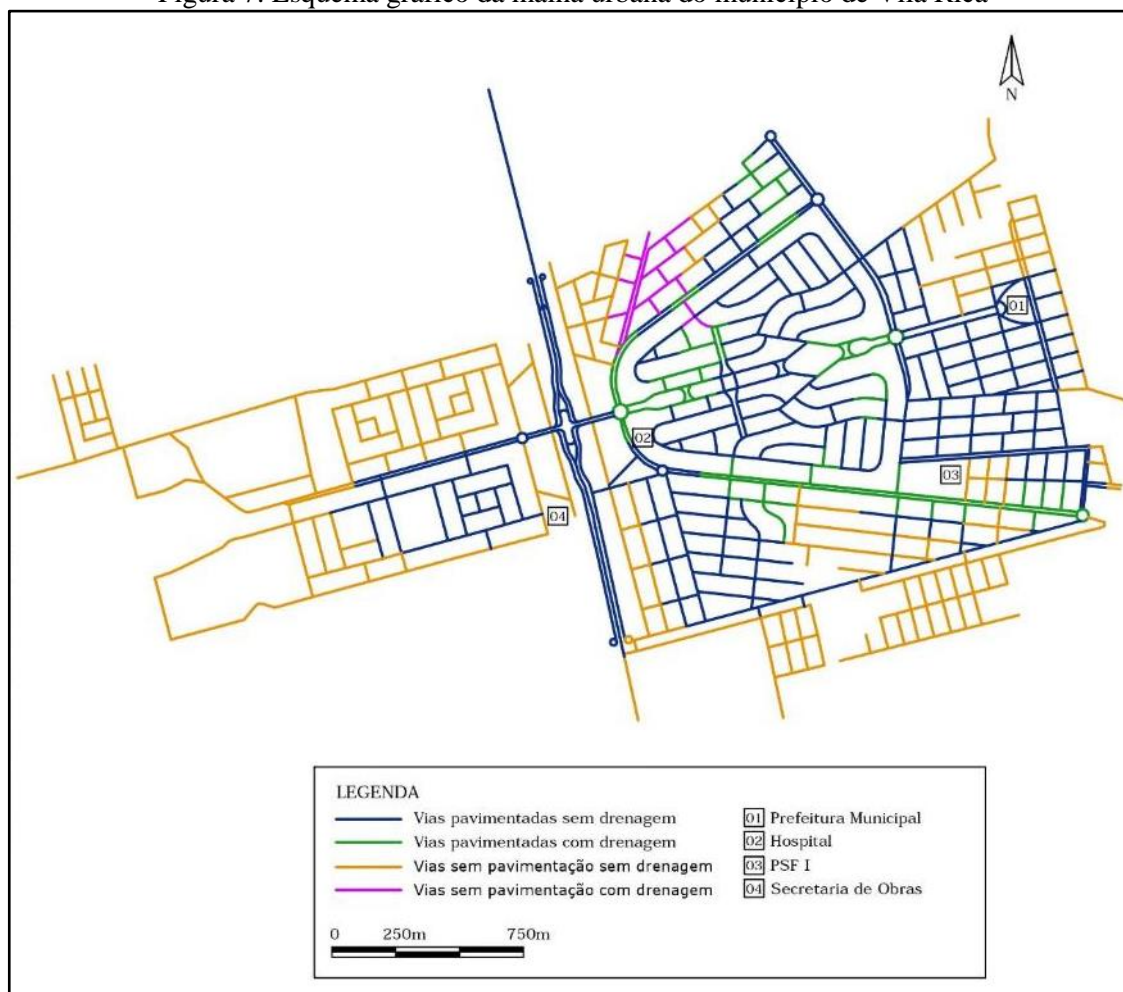 Figura 7. Esquema gráfico da malha urbana do município de Vila Rica
N
01
02
03
04
LEGENDA
Vias pavimentadas sem drenagem
Vias pavimentadas com drenagem
Vias sem pavimentação sem drenagem
Vias sem pavimentação com drenagem
01 Prefeitura Municipal
02 Hospital
03 PSF I
04 Secretaria de Obras
0 250m 750m